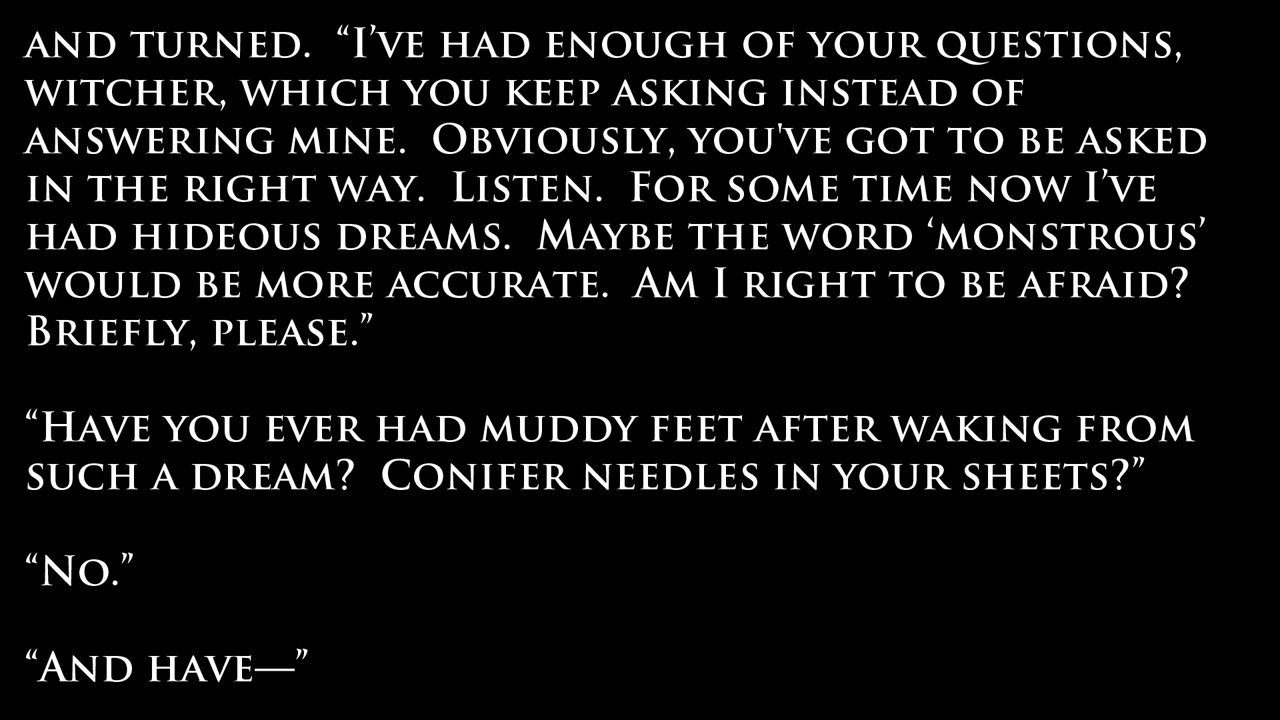 and turned.  “I’ve had enough of your questions,
witcher, which you keep asking instead of
answering mine.  Obviously, you've got to be asked
in the right way.  Listen.  For some time now I’ve
had hideous dreams.  Maybe the word ‘monstrous’
would be more accurate.  Am I right to be afraid?
Briefly, please.”
“Have you ever had muddy feet after waking from
such a dream?  Conifer needles in your sheets?”
“No.”
“And have—”